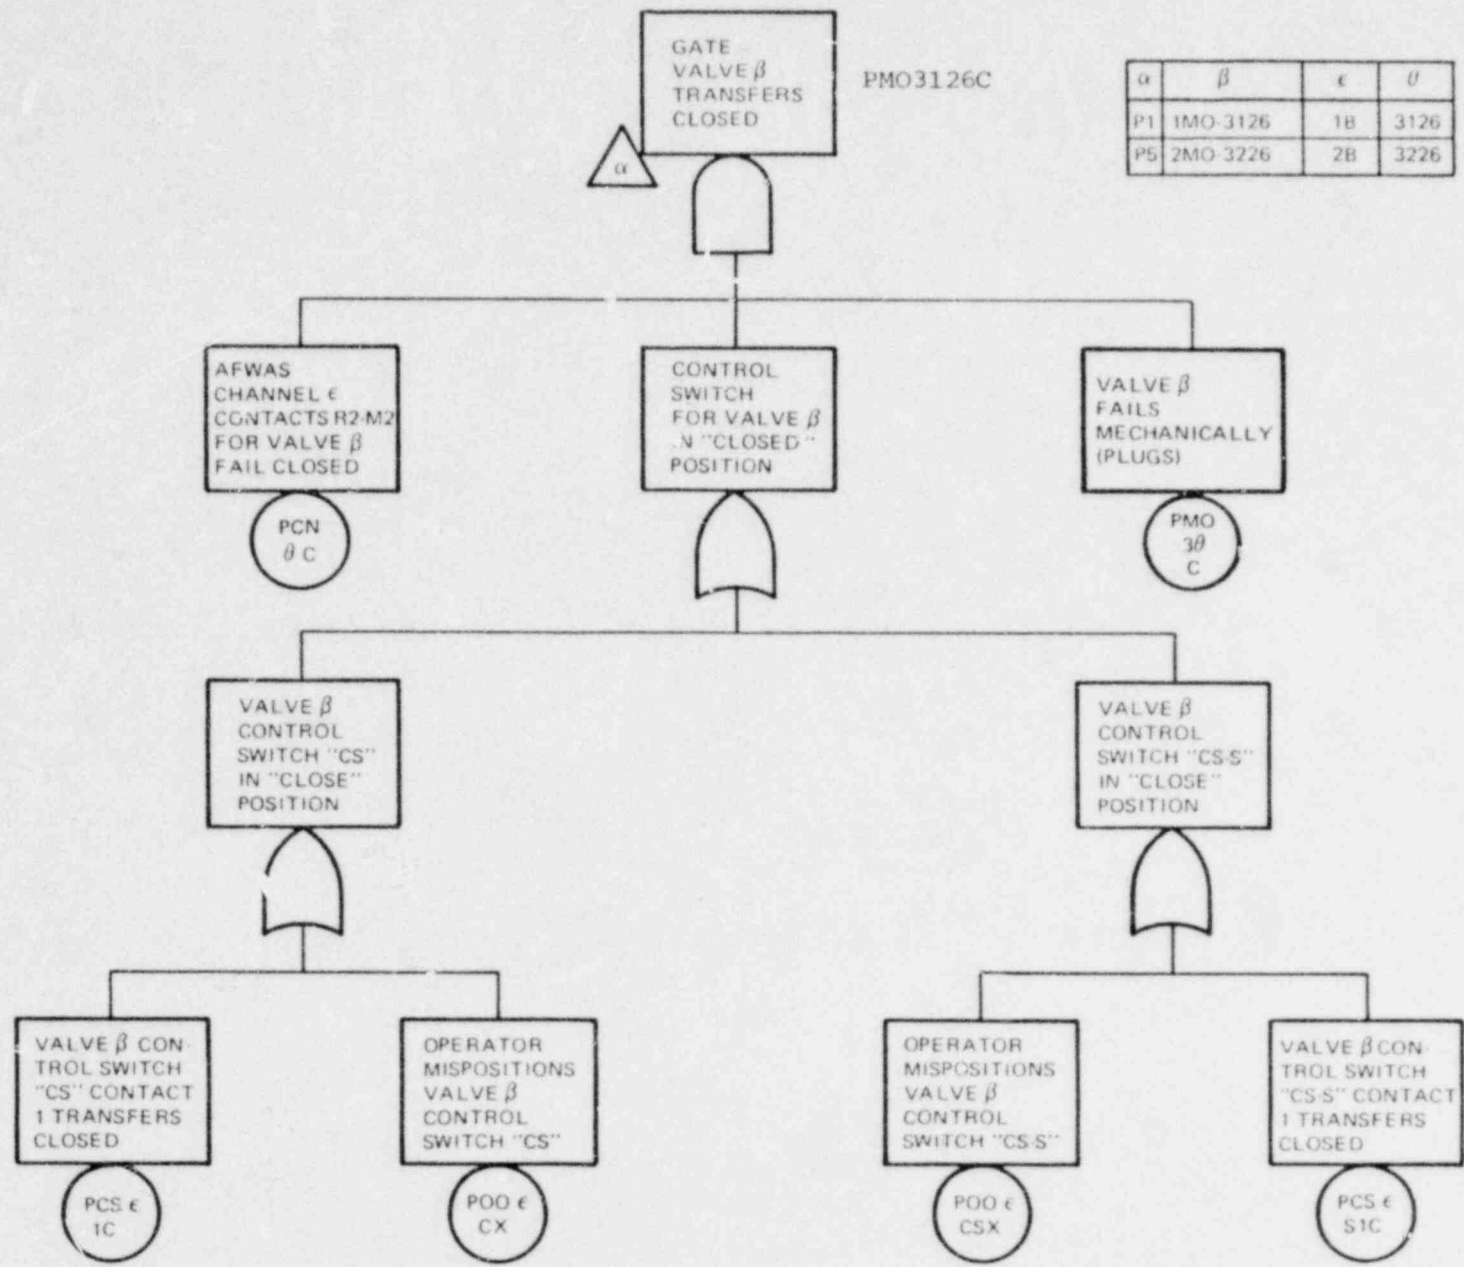 GATE
VALVE β
TRANSFERS
CLOSED
PMO3126C
α β ϵ θ
P1 1MO-3126 1B 3126
P5 2MO-3226 2B 3226
α
AFWAS
CHANNEL ϵ
CONTACTS R2-M2
FOR VALVE β
FAIL CLOSED
PCN
θ C
CONTROL
SWITCH
FOR VALVE β
IN "CLOSED"
POSITION
VALVE β
FAILS
MECHANICALLY
(PLUGS)
PMO
3θ
C
VALVE β
CONTROL
SWITCH "CS"
IN "CLOSE"
POSITION
VALVE β
CONTROL
SWITCH "CS-S"
IN "CLOSE"
POSITION
VALVE β CON-
TROL SWITCH
"CS" CONTACT
1 TRANSFERS
CLOSED
PCS ϵ
1C
OPERATOR
MISPOSITIONS
VALVE β
CONTROL
SWITCH "CS"
POO ϵ
CX
OPERATOR
MISPOSITIONS
VALVE β
CONTROL
SWITCH "CS-S"
POO ϵ
CSX
VALVE β CON-
TROL SWITCH
"CS-S" CONTACT
1 TRANSFERS
CLOSED
PCS ϵ
S1C